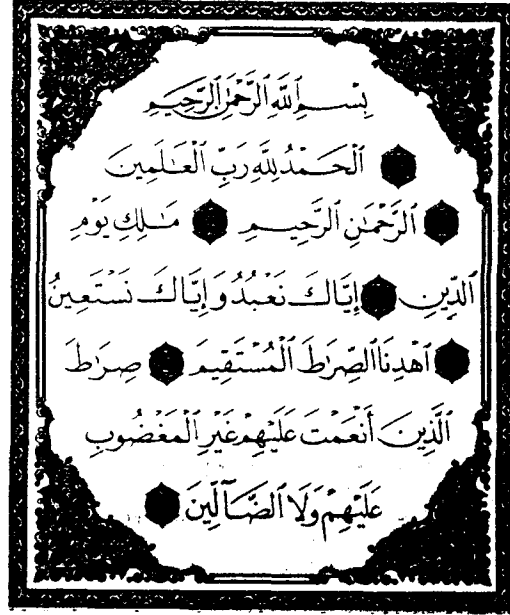 بِسْمِ ٱللَّهِ ٱلرَّحْمَٰنِ ٱلرَّحِيمِ
ٱلْحَمْدُ لِلَّهِ رَبِّ ٱلْعَٰلَمِينَ
ٱلرَّحْمَٰنِ ٱلرَّحِيمِ مَٰلِكِ يَوْمِ
ٱلدِّينِ إِيَّاكَ نَعْبُدُ وَإِيَّاكَ نَسْتَعِينُ
ٱهْدِنَا ٱلصِّرَٰطَ ٱلْمُسْتَقِيمَ صِرَٰطَ
ٱلَّذِينَ أَنْعَمْتَ عَلَيْهِمْ غَيْرِ ٱلْمَغْضُوبِ
عَلَيْهِمْ وَلَا ٱلضَّآلِّينَ